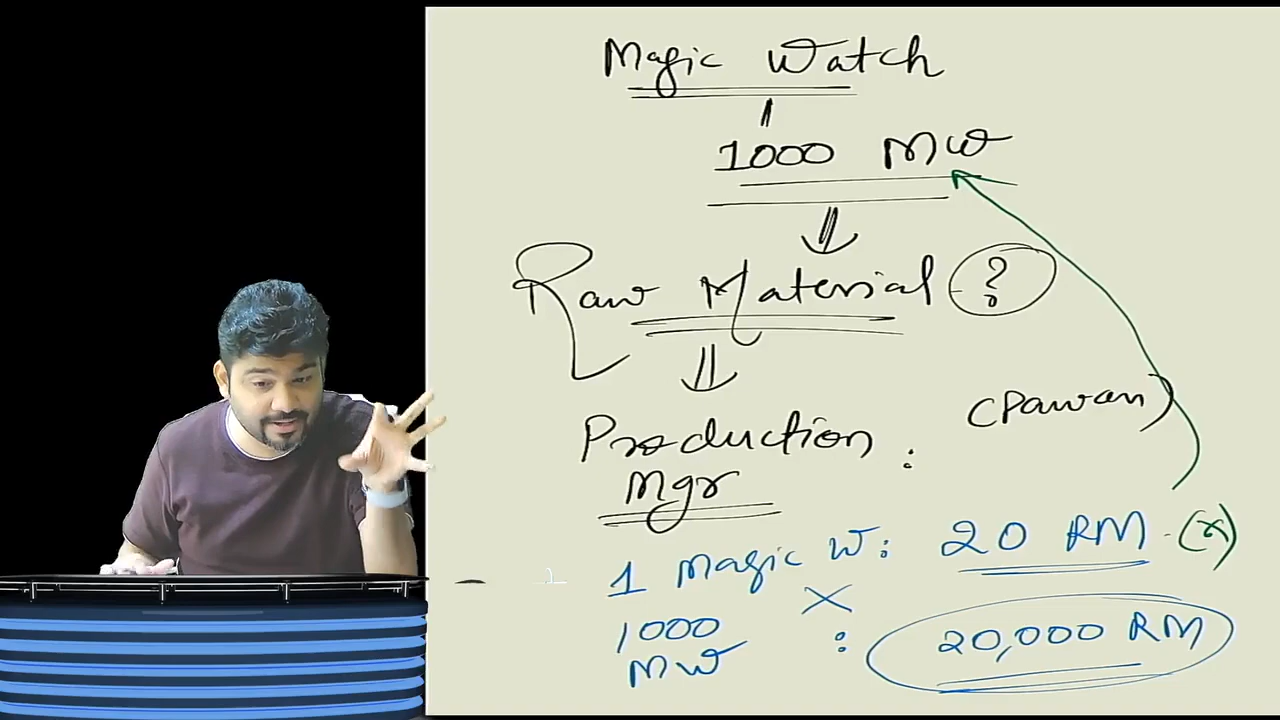 Magic Watch
1000 MW
Raw Material ?
(Pawan)
Production :
Mgr
1 Magic W: 20 RM (x)
X
1000 : 20,000 RM
MW